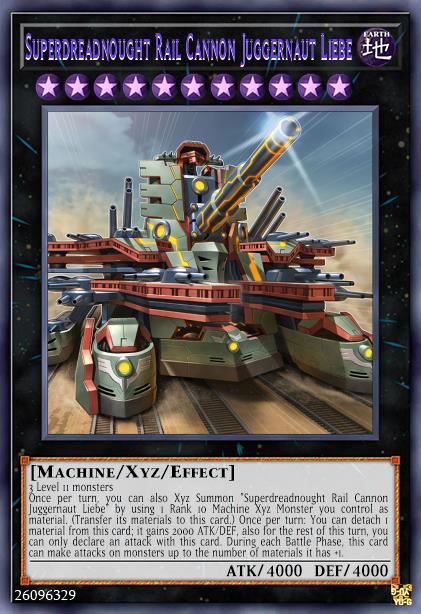 Superdreadnought Rail Cannon Juggernaut Liebe
EARTH
地
[Machine/Xyz/Effect]
3 Level 11 monsters
Once per turn, you can also Xyz Summon "Superdreadnought Rail Cannon
Juggernaut Liebe" by using 1 Rank 10 Machine Xyz Monster you control as
material. (Transfer its materials to this card.) Once per turn: You can detach 1
material from this card; it gains 2000 ATK/DEF, also for the rest of this turn, you
can only declare an attack with this card. During each Battle Phase, this card
can make attacks on monsters up to the number of materials it has +1.
ATK/4000 DEF/4000
26096329